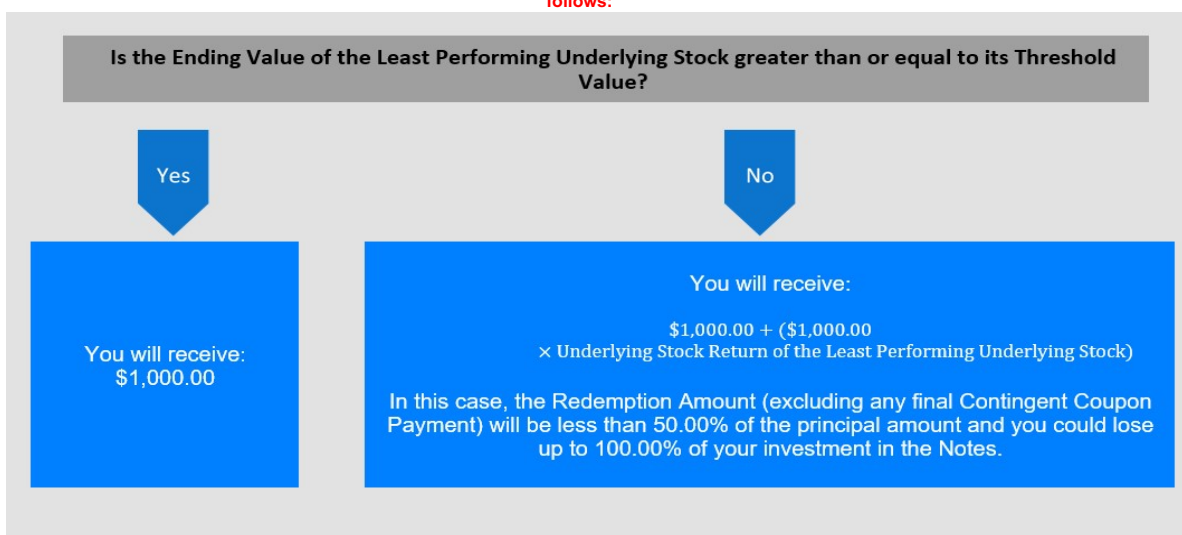 follows:
Is the Ending Value of the Least Performing Underlying Stock greater than or equal to its Threshold
Value?
Yes
No
You will receive:
$1,000.00
You will receive:
$1,000.00 + ($1,000.00
× Underlying Stock Return of the Least Performing Underlying Stock)
In this case, the Redemption Amount (excluding any final Contingent Coupon
Payment) will be less than 50.00% of the principal amount and you could lose
up to 100.00% of your investment in the Notes.